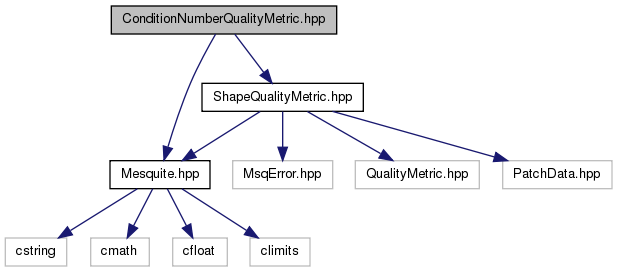 ConditionNumberQualityMetric.hpp
ShapeQualityMetric.hpp
Mesquite.hpp
MsqError.hpp
QualityMetric.hpp
PatchData.hpp
cstring
cmath
cfloat
climits